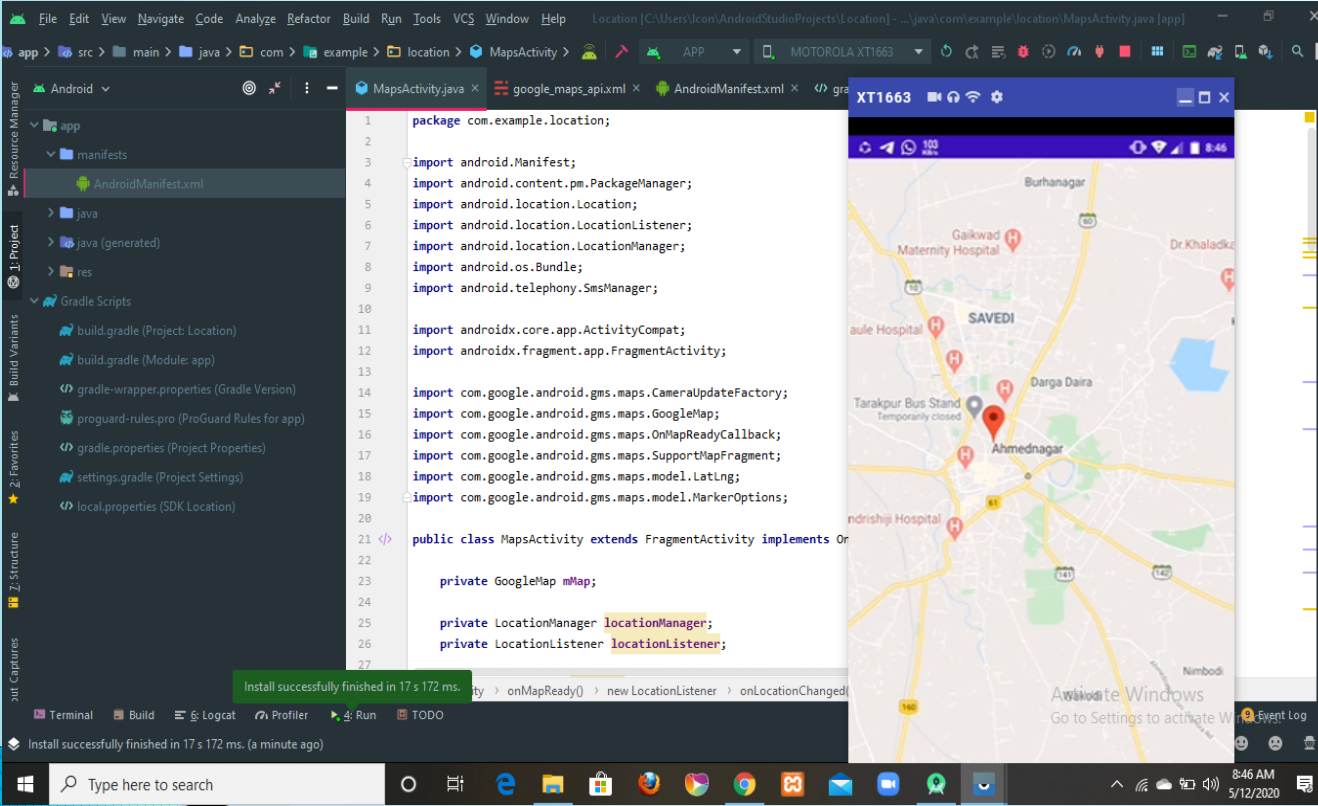 File Edit View Navigate Code Analyze Refactor Build Run Tools VCS Window Help Location [C:\Users\Icon\AndroidStudioProjects\Location] - ...\java\com\example\location\MapsActivity.java [app]
app src main java com example location MapsActivity APP MOTOROLA XT1663
Android
MapsActivity.java google_maps_api.xml AndroidManifest.xml gra
Resource Manager
1: Project
Build Variants
2: Favorites
7: Structure
out Captures
app
manifests
AndroidManifest.xml
java
java (generated)
res
Gradle Scripts
build.gradle (Project: Location)
build.gradle (Module: app)
gradle-wrapper.properties (Gradle Version)
proguard-rules.pro (ProGuard Rules for app)
gradle.properties (Project Properties)
settings.gradle (Project Settings)
local.properties (SDK Location)
1 package com.example.location;
2
3 import android.Manifest;
4 import android.content.pm.PackageManager;
5 import android.location.Location;
6 import android.location.LocationListener;
7 import android.location.LocationManager;
8 import android.os.Bundle;
9 import android.telephony.SmsManager;
10
11 import androidx.core.app.ActivityCompat;
12 import androidx.fragment.app.FragmentActivity;
13
14 import com.google.android.gms.maps.CameraUpdateFactory;
15 import com.google.android.gms.maps.GoogleMap;
16 import com.google.android.gms.maps.OnMapReadyCallback;
17 import com.google.android.gms.maps.SupportMapFragment;
18 import com.google.android.gms.maps.model.LatLng;
19 import com.google.android.gms.maps.model.MarkerOptions;
20
21 public class MapsActivity extends FragmentActivity implements On
22
23 private GoogleMap mMap;
24
25 private LocationManager locationManager;
26 private LocationListener locationListener;
27
XT1663
103 KB/s 8:46
Burhanagar
60
Gaikwad
Maternity Hospital
Dr.Khaladka
10
SAVEDI
aule Hospital
Darga Daira
Tarakpur Bus Stand
Temporarily closed
Ahmednagar
61
ndrishiji Hospital
141
142
Nimbodi
Wakodi
160
Activate Windows
Go to Settings to activate Windows.
Install successfully finished in 17 s 172 ms.
ity onMapReady() new LocationListener onLocationChanged(
Terminal Build 6: Logcat Profiler 4: Run TODO 9 Event Log
Install successfully finished in 17 s 172 ms. (a minute ago)
Type here to search
8:46 AM
5/12/2020